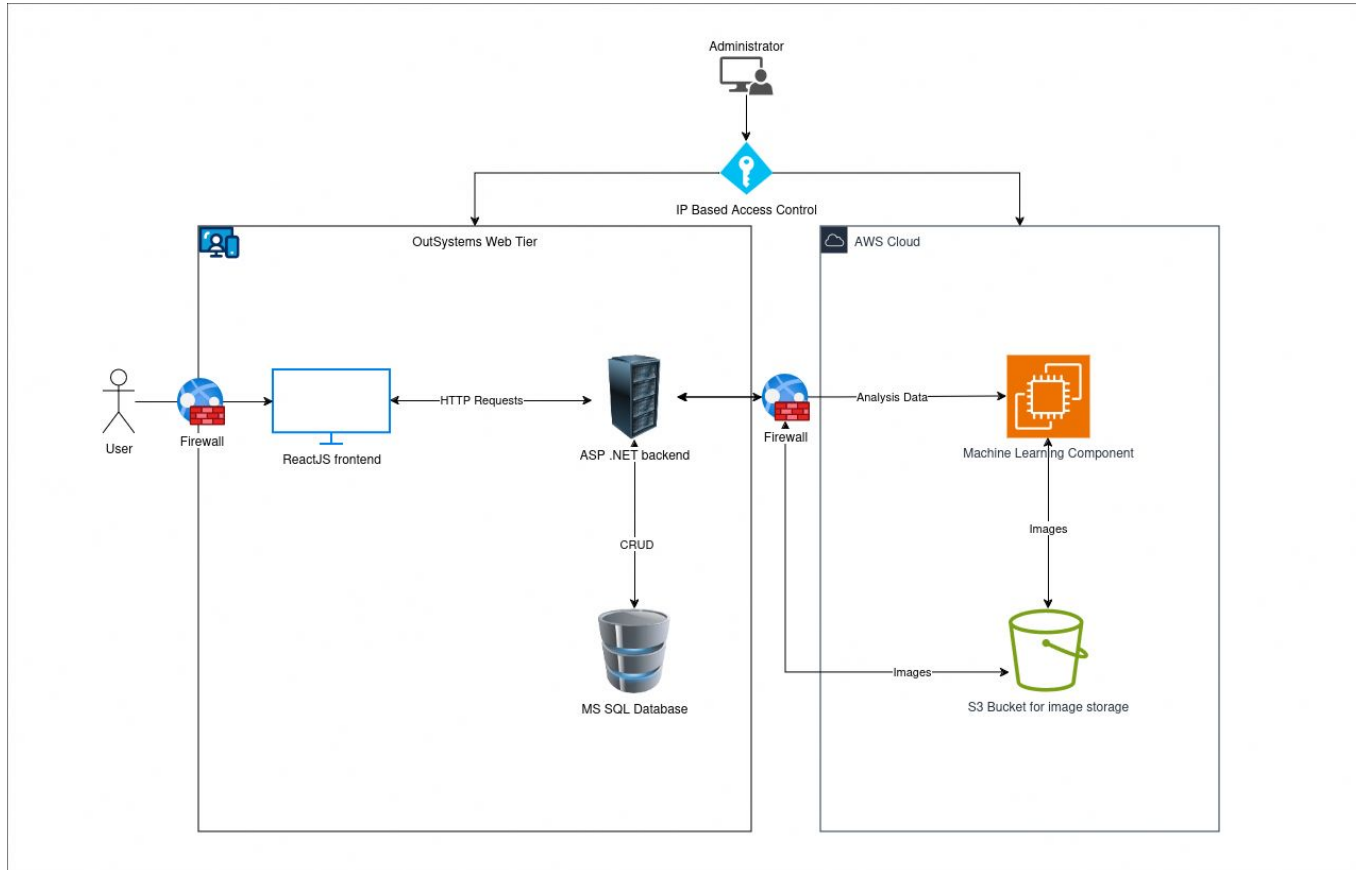 Administrator
IP Based Access Control
OutSystems Web Tier
AWS Cloud
User
Firewall
ReactJS frontend
HTTP Requests
ASP .NET backend
Firewall
Analysis Data
Machine Learning Component
CRUD
Images
MS SQL Database
Images
S3 Bucket for image storage